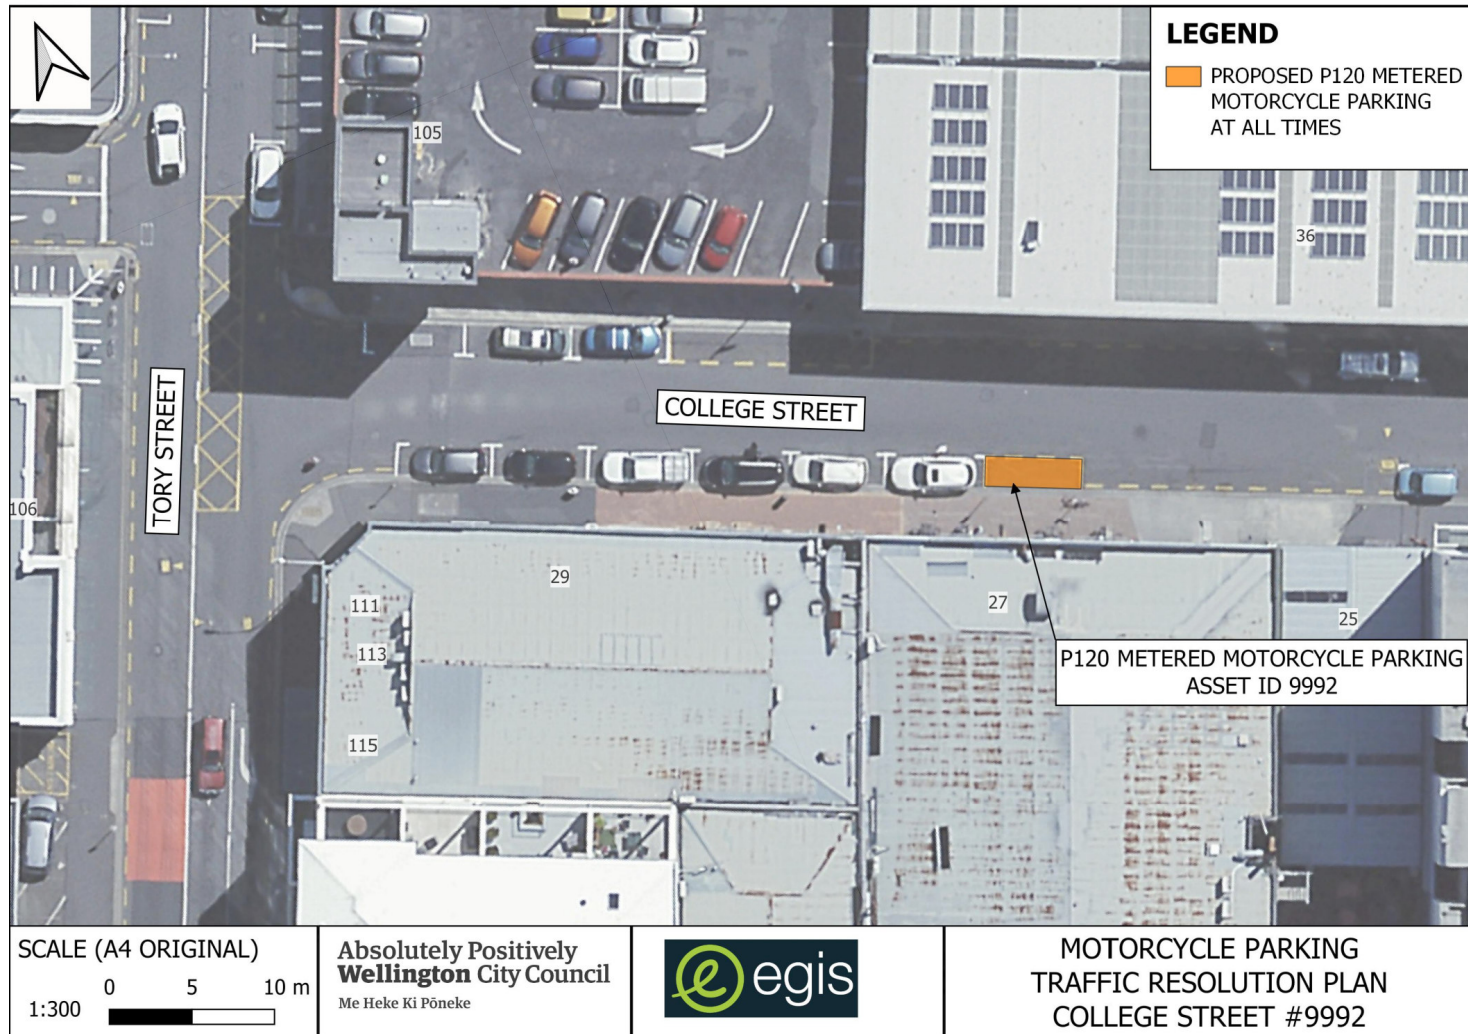 LEGEND
PROPOSED P120 METERED
MOTORCYCLE PARKING
AT ALL TIMES
105
36
COLLEGE STREET
TORY STREET
106
29
111
113
115
27
25
P120 METERED MOTORCYCLE PARKING
ASSET ID 9992
SCALE (A4 ORIGINAL)
0 5 10 m
1:300
Absolutely Positively
Wellington City Council
Me Heke Ki Pōneke
egis
MOTORCYCLE PARKING
TRAFFIC RESOLUTION PLAN
COLLEGE STREET #9992